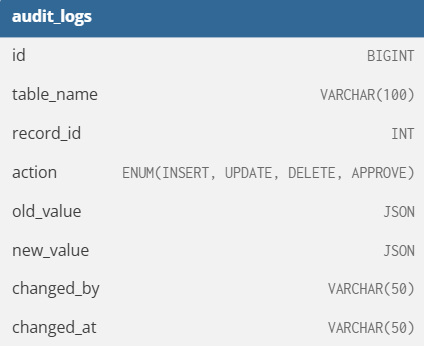 audit_logs
id BIGINT
table_name VARCHAR(100)
record_id INT
action ENUM(INSERT, UPDATE, DELETE, APPROVE)
old_value JSON
new_value JSON
changed_by VARCHAR(50)
changed_at VARCHAR(50)